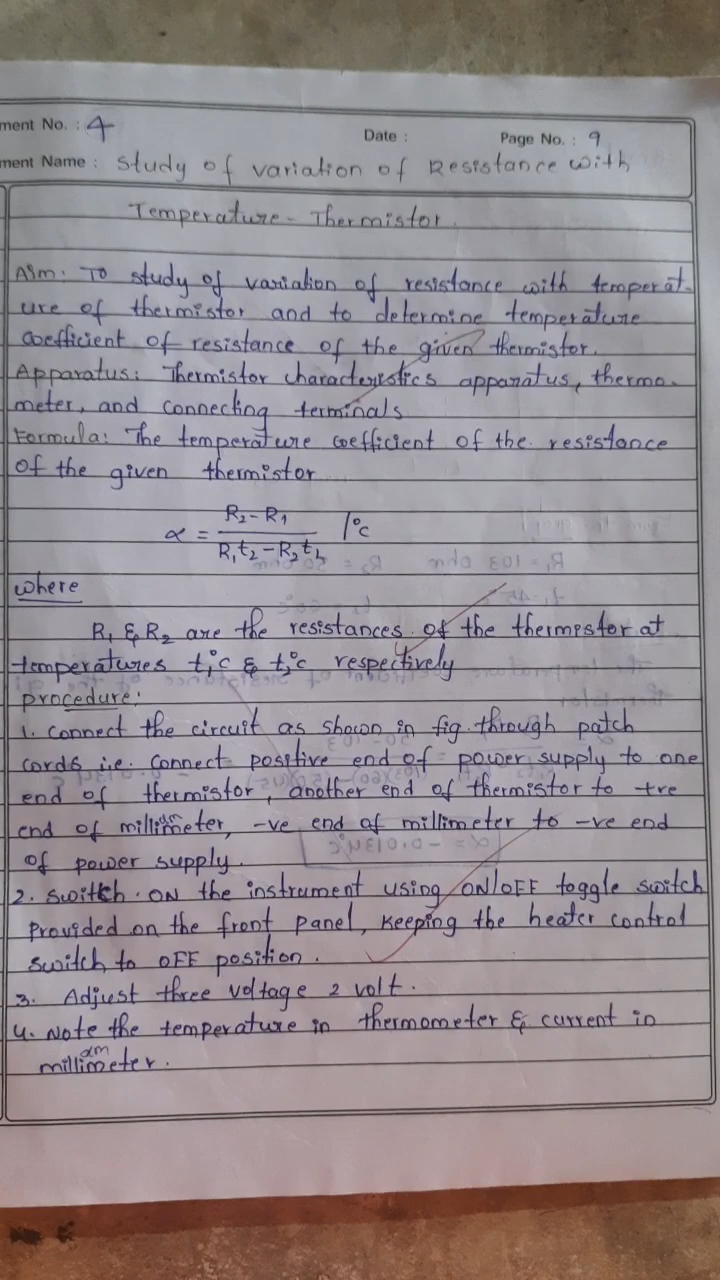 ment No. : 4
Date :
Page No. : 9
ment Name : Study of variation of Resistance with
Temperature - Thermistor.
Aim: To study of variation of resistance with temperat-
ure of thermistor and to determine temperature
coefficient of resistance of the given thermistor.
Apparatus: Thermistor characteristics apparatus, thermo-
meter, and connecting terminals
Formula: The temperature coefficient of the resistance
of the given thermistor
α = (R₂-R₁)/(R₁t₂-R₂t₁) /°c
where
R₁ & R₂ are the resistances of the thermistor at
temperatures t₁°c & t₂°c respectively
procedure:
1. connect the circuit as shown in fig. through patch
cords i.e. connect positive end of power supply to one
end of thermistor, another end of thermistor to +re
end of milliammeter, -ve end of millimeter to -ve end
of power supply.
2. switch ON the instrument using ON/OFF toggle switch
provided on the front panel, keeping the heater control
switch to OFF position.
3. Adjust three voltage 2 volt.
4. Note the temperature in thermometer & current in
milliammeter.